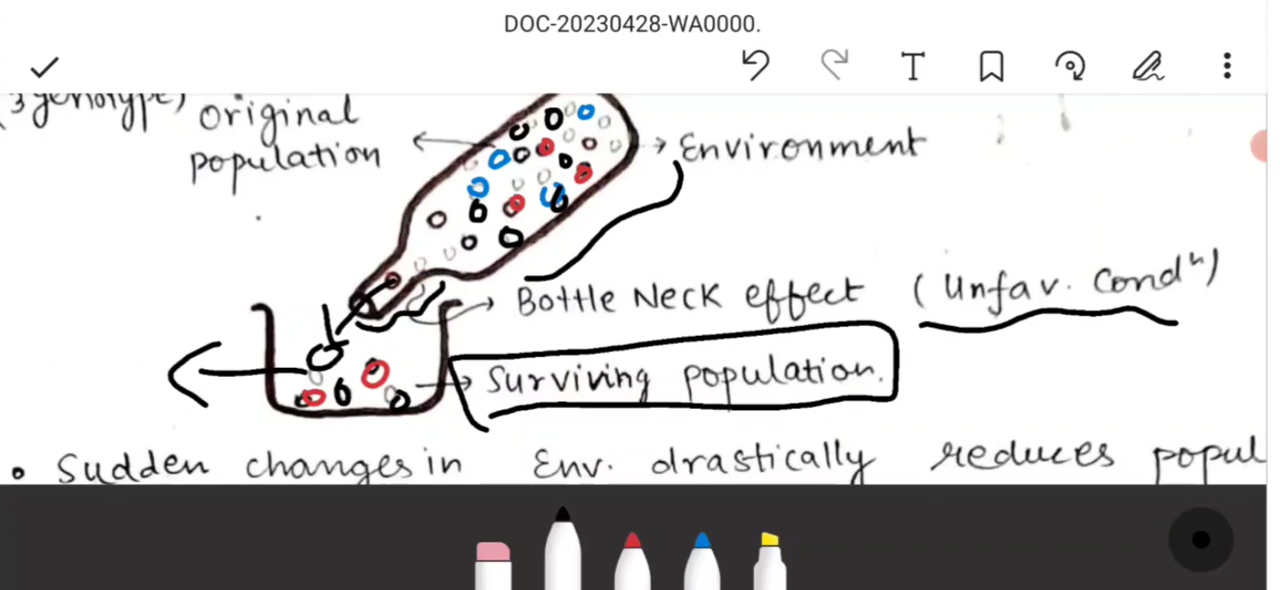 DOC-20230428-WA0000.
T
(3 genotype) original
population
Environment
Bottle Neck effect (Unfav. Condⁿ)
Surviving population.
• Sudden changes in Env. drastically reduces popul